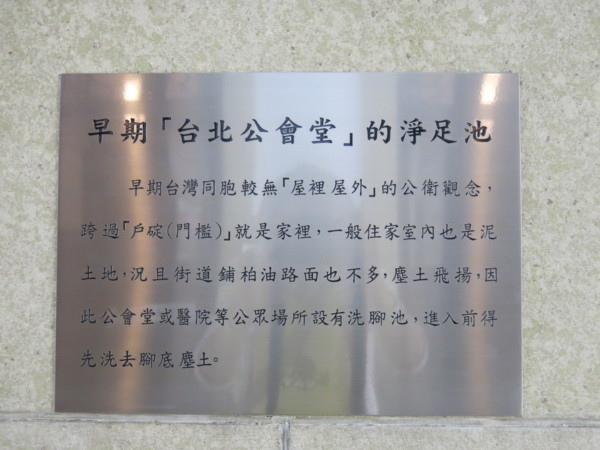 早期「台北公會堂」的淨足池
早期台灣同胞較無「屋裡屋外」的公衛觀念，
跨過「戶碇(門檻)」就是家裡，一般住家室內也是泥
土地，況且街道鋪柏油路面也不多，塵土飛揚，因
此公會堂或醫院等公眾場所設有洗腳池，進入前得
先洗去腳底塵土。